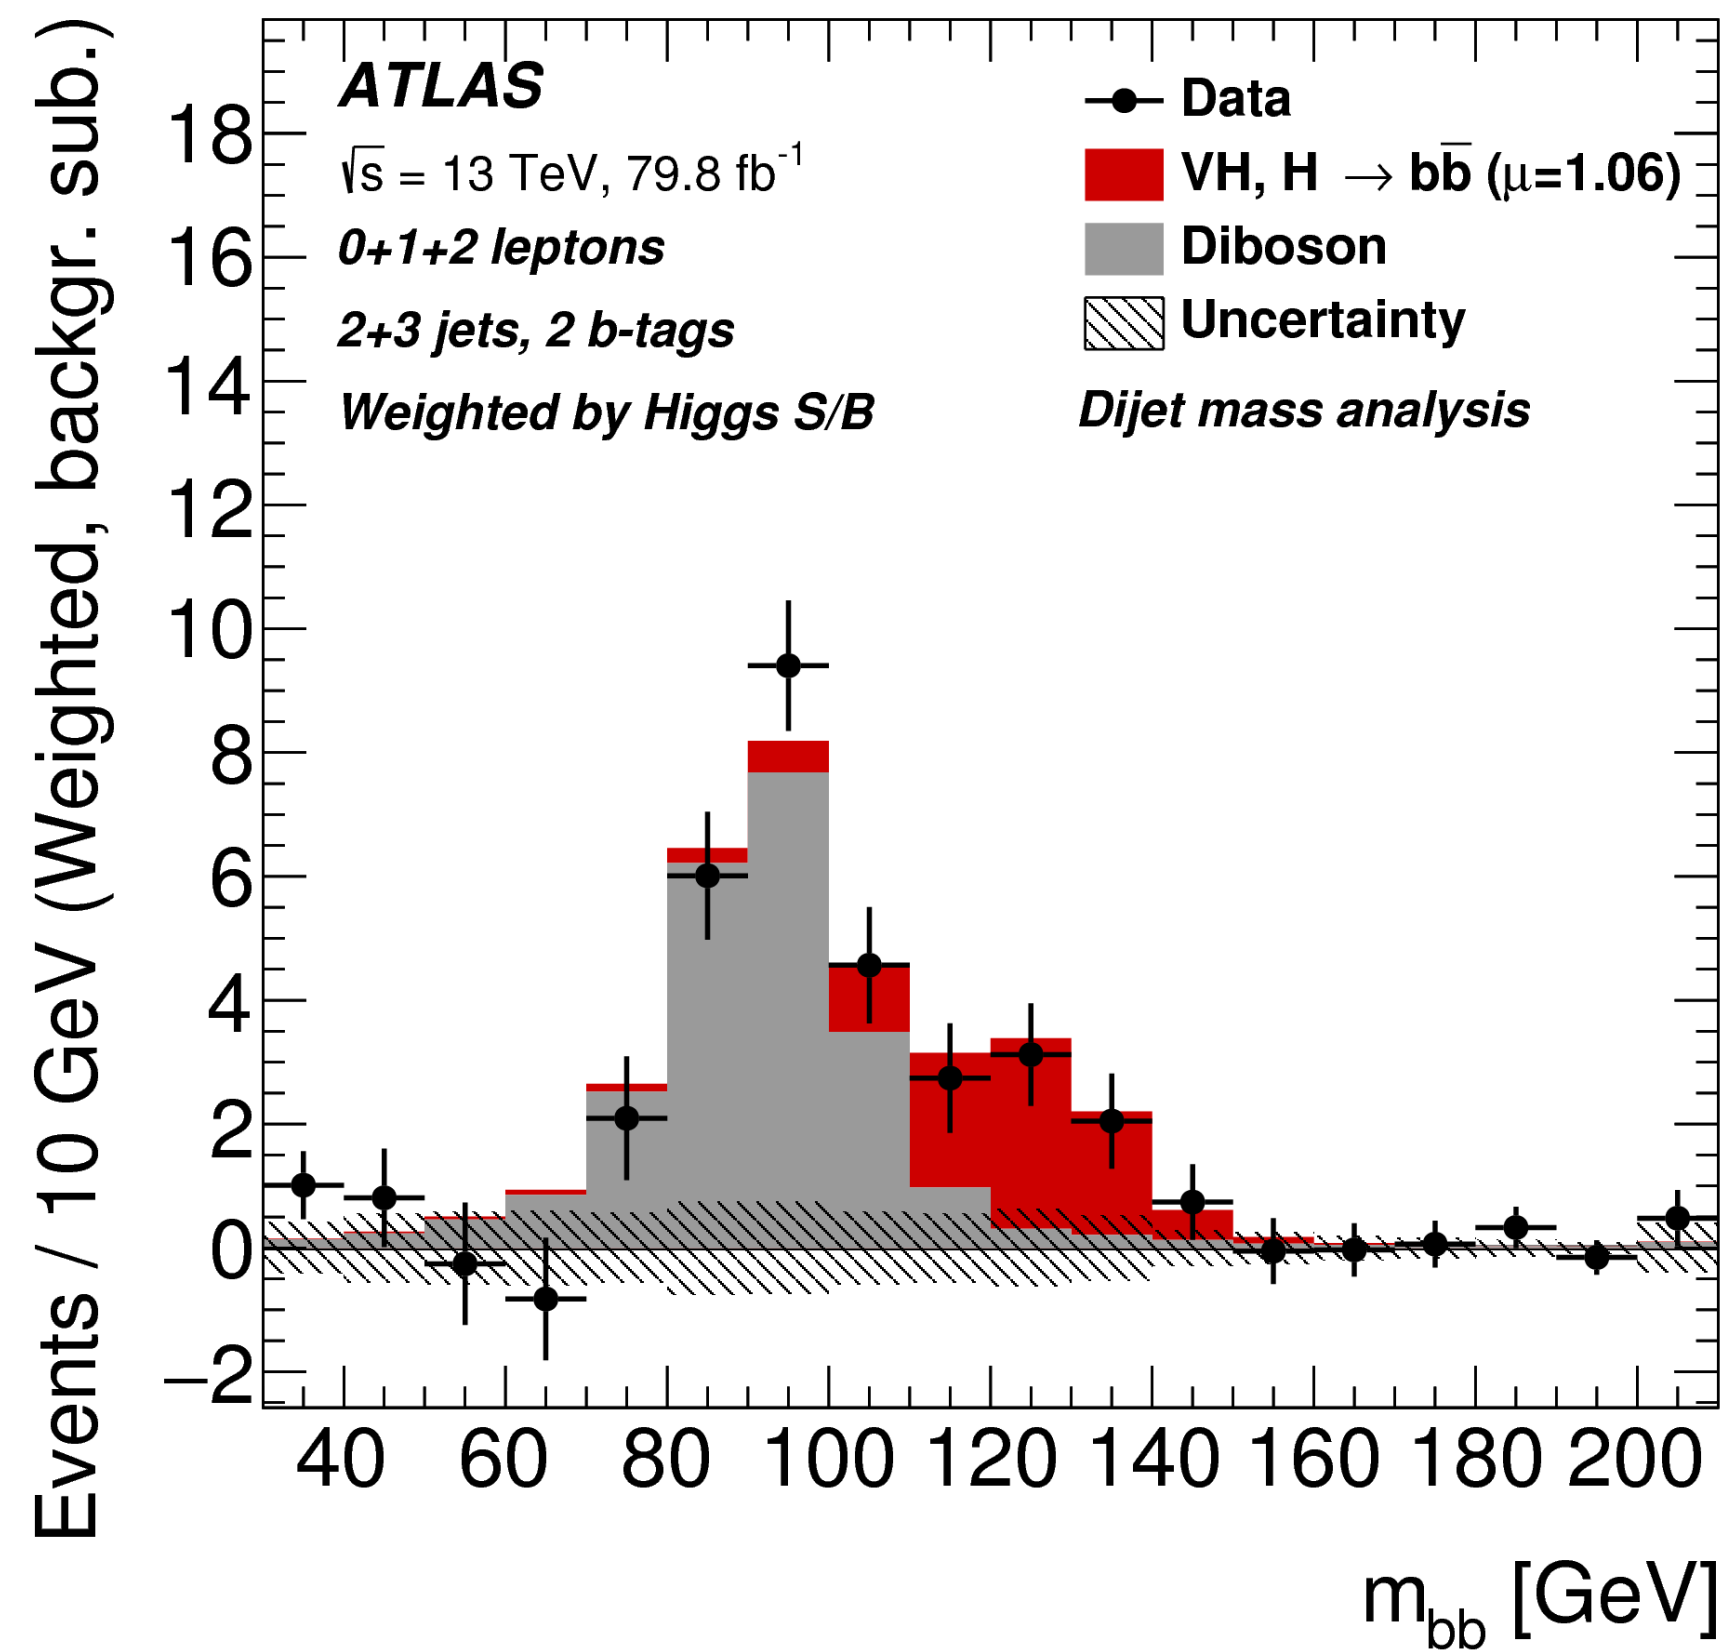 ATLAS
√s = 13 TeV, 79.8 fb⁻¹
0+1+2 leptons
2+3 jets, 2 b-tags
Weighted by Higgs S/B
Data
VH, H → bb̅ (μ=1.06)
Diboson
Uncertainty
Dijet mass analysis
Events / 10 GeV (Weighted, backgr. sub.)
18
16
14
12
10
8
6
4
2
0
−2
40 60 80 100 120 140 160 180 200
m_bb [GeV]